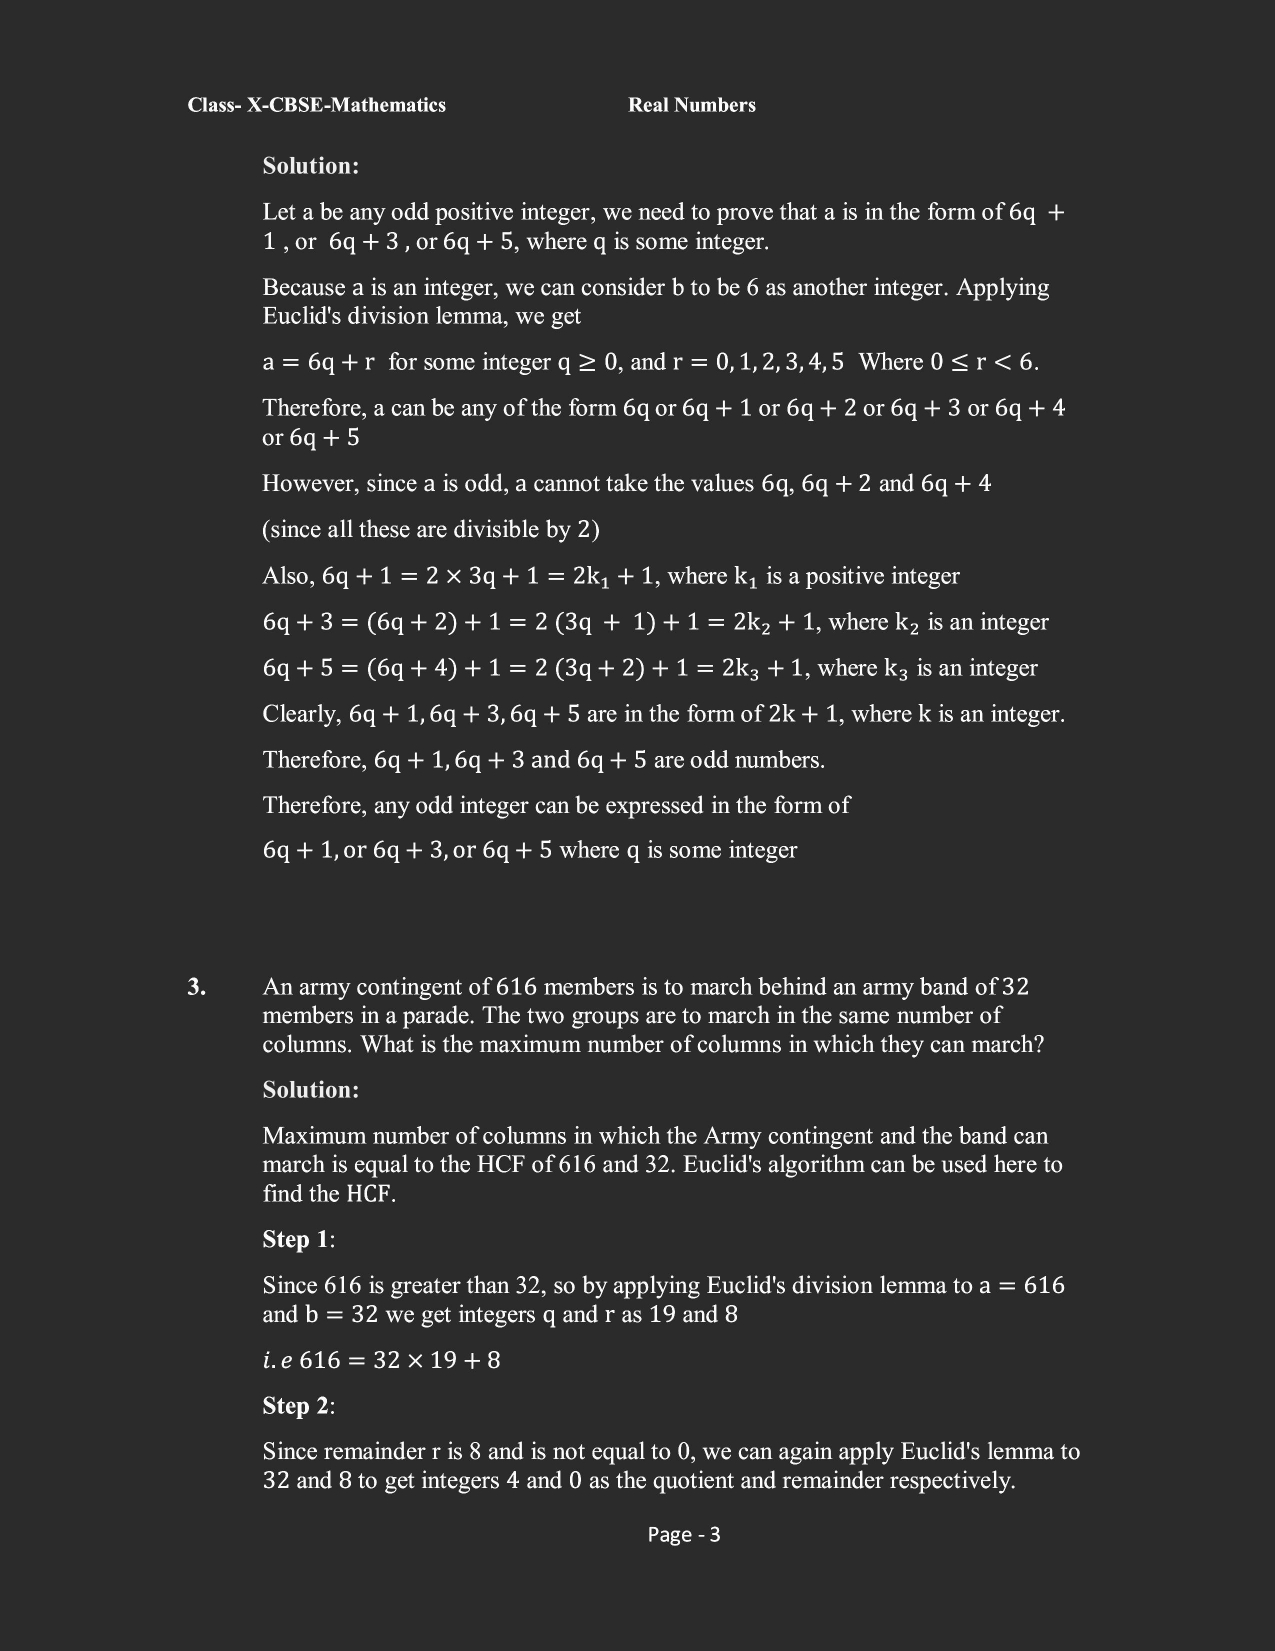 Class- X-CBSE-Mathematics Real Numbers
Solution:
Let a be any odd positive integer, we need to prove that a is in the form of 6q +
1 , or 6q + 3 , or 6q + 5, where q is some integer.
Because a is an integer, we can consider b to be 6 as another integer. Applying
Euclid's division lemma, we get
a = 6q + r for some integer q ≥ 0, and r = 0, 1, 2, 3, 4, 5 Where 0 ≤ r < 6.
Therefore, a can be any of the form 6q or 6q + 1 or 6q + 2 or 6q + 3 or 6q + 4
or 6q + 5
However, since a is odd, a cannot take the values 6q, 6q + 2 and 6q + 4
(since all these are divisible by 2)
Also, 6q + 1 = 2 × 3q + 1 = 2k₁ + 1, where k₁ is a positive integer
6q + 3 = (6q + 2) + 1 = 2 (3q + 1) + 1 = 2k₂ + 1, where k₂ is an integer
6q + 5 = (6q + 4) + 1 = 2 (3q + 2) + 1 = 2k₃ + 1, where k₃ is an integer
Clearly, 6q + 1, 6q + 3, 6q + 5 are in the form of 2k + 1, where k is an integer.
Therefore, 6q + 1, 6q + 3 and 6q + 5 are odd numbers.
Therefore, any odd integer can be expressed in the form of
6q + 1, or 6q + 3, or 6q + 5 where q is some integer
3. An army contingent of 616 members is to march behind an army band of 32
members in a parade. The two groups are to march in the same number of
columns. What is the maximum number of columns in which they can march?
Solution:
Maximum number of columns in which the Army contingent and the band can
march is equal to the HCF of 616 and 32. Euclid's algorithm can be used here to
find the HCF.
Step 1:
Since 616 is greater than 32, so by applying Euclid's division lemma to a = 616
and b = 32 we get integers q and r as 19 and 8
i. e 616 = 32 × 19 + 8
Step 2:
Since remainder r is 8 and is not equal to 0, we can again apply Euclid's lemma to
32 and 8 to get integers 4 and 0 as the quotient and remainder respectively.
Page - 3